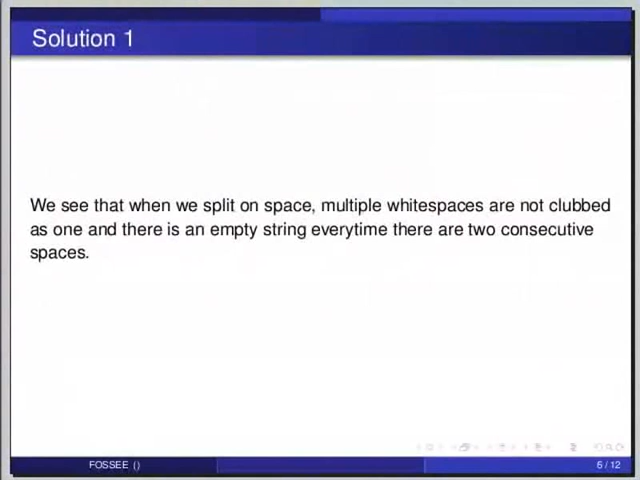 Solution 1
We see that when we split on space, multiple whitespaces are not clubbed
as one and there is an empty string everytime there are two consecutive
spaces.
FOSSEE ()
6 / 12